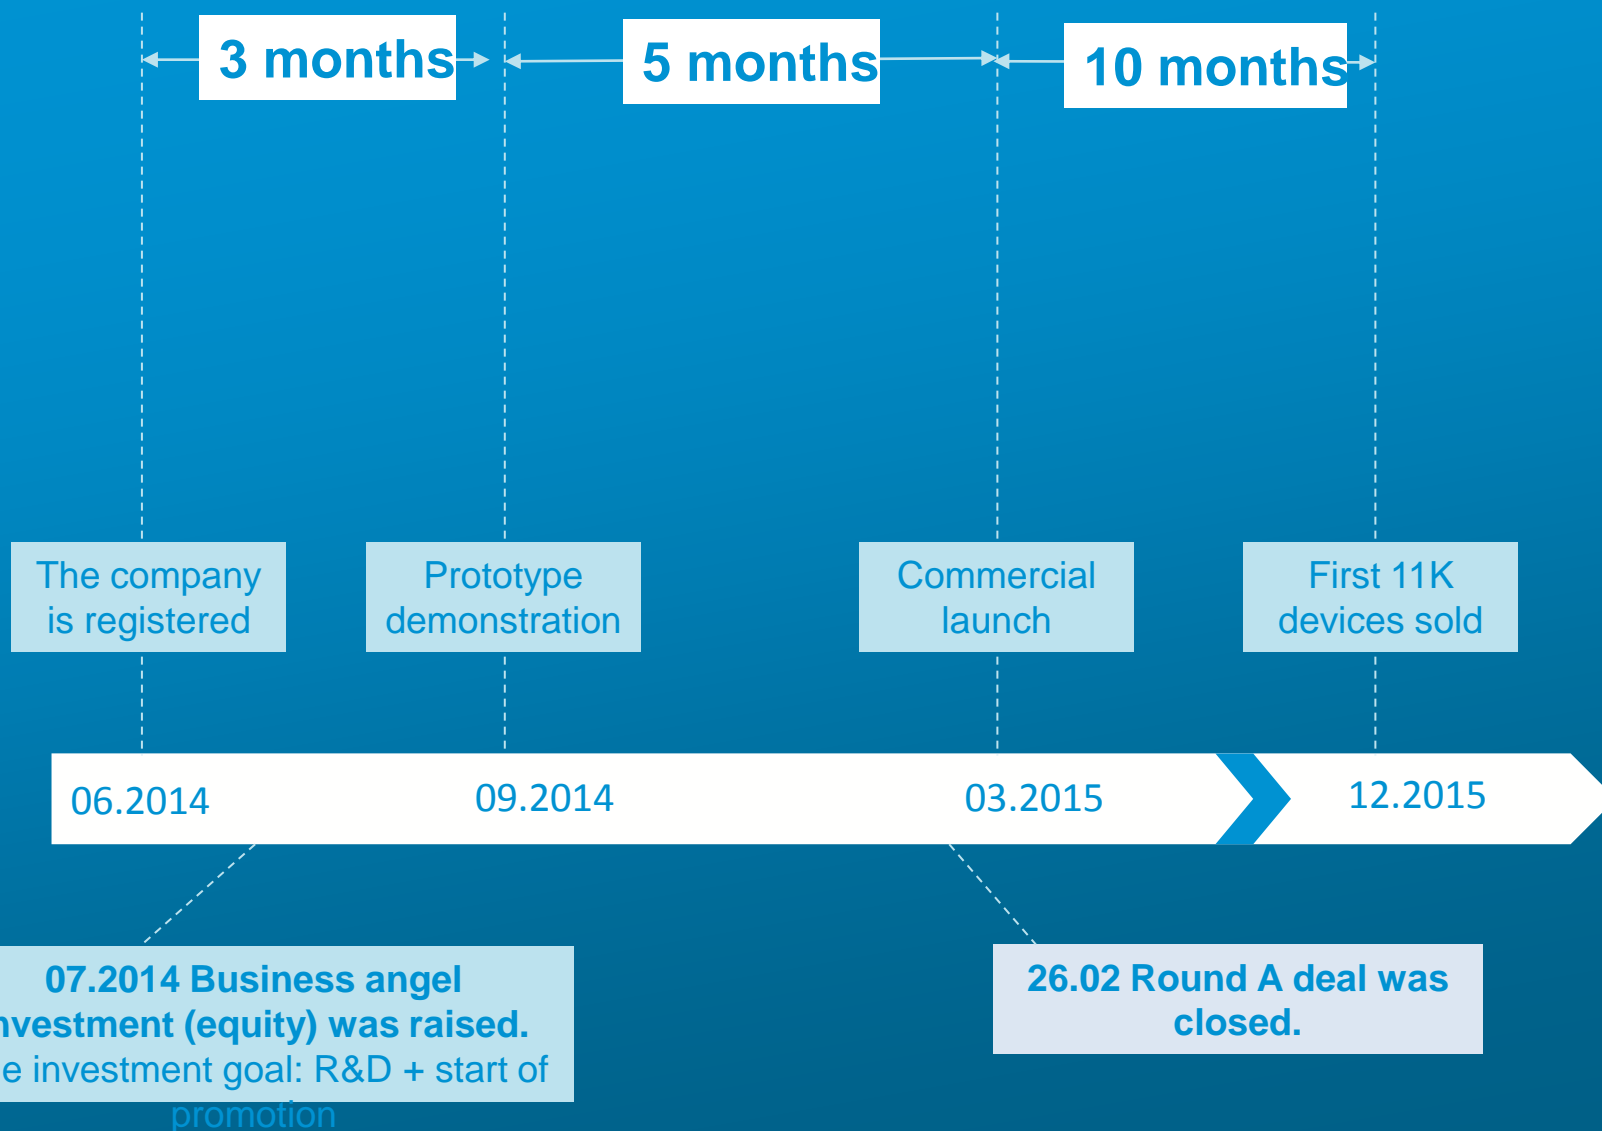 3 months
5 months
10 months
The company
is registered
Prototype
demonstration
Commercial
launch
First 11K
devices sold
06.2014
09.2014
03.2015
12.2015
07.2014 Business angel
nvestment (equity) was raised.
e investment goal: R&D + start of
promotion
26.02 Round A deal was
closed.